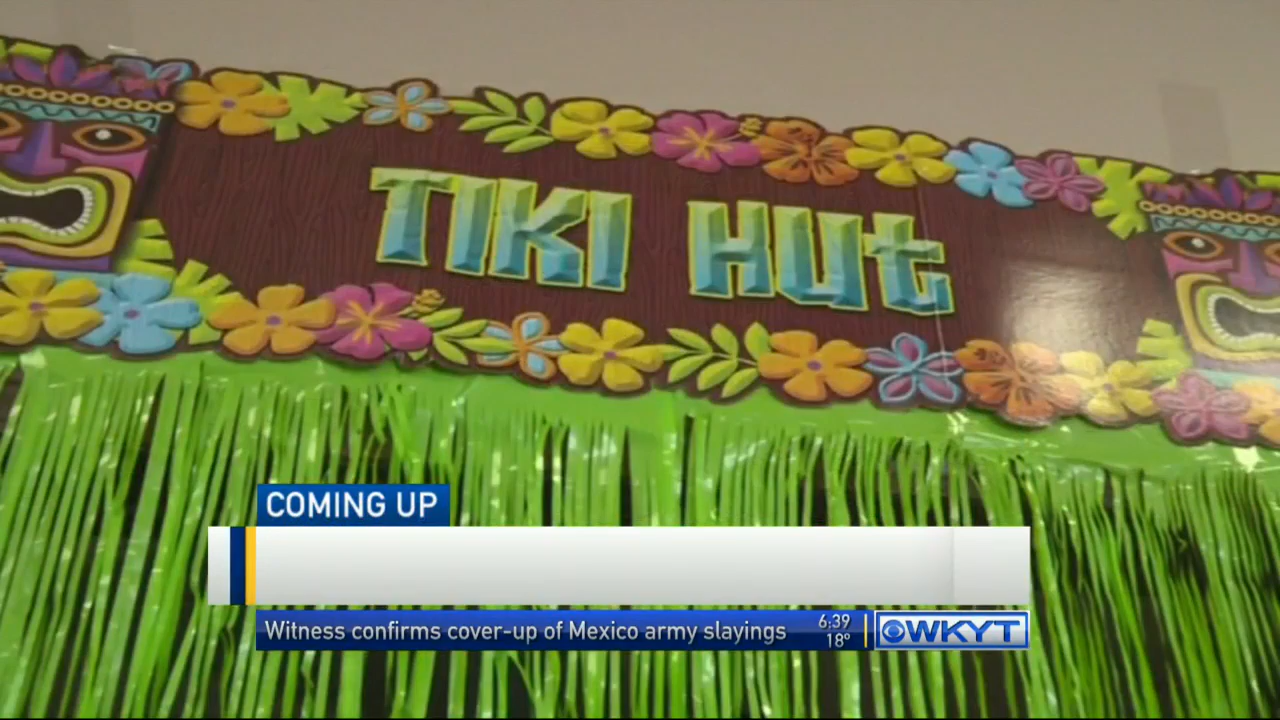 TIKI HUt
COMING UP
Witness confirms cover-up of Mexico army slayings
6:39
18°
WKYT